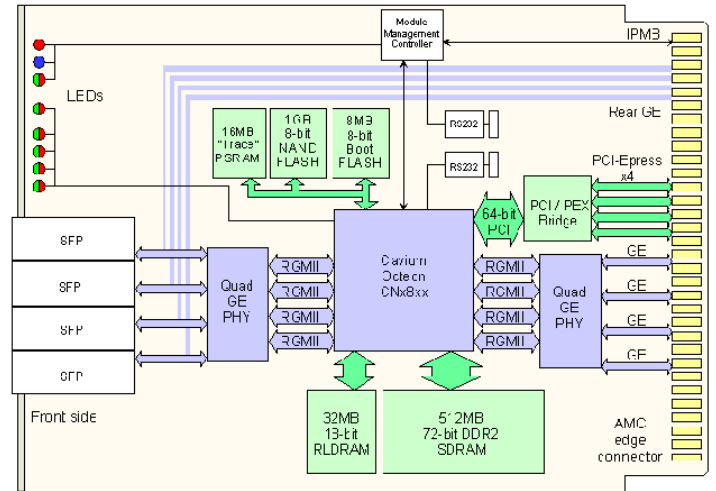 Module
Management
Controller
IPMB
LEDs
Rear GE
16MB
"Trace"
PSRAM
1GB
8-bit
NAND
FLASH
8MB
8-bit
Boot
FLASH
RS232
RS232
PCI-Epress
x4
64-bit
PCI
PCI / PEX
Bridge
SFP
SFP
SFP
SFP
Quad
GE
PHY
RGMII
RGMII
RGMII
RGMII
Cavium
Octeon
CNx8xx
RGMII
RGMII
RGMII
RGMII
Quad
GE
PHY
GE
GE
GE
GE
Front side
32MB
13-bit
RLDRAM
512MB
72-bit DDR2
SDRAM
AMC
edge
connector